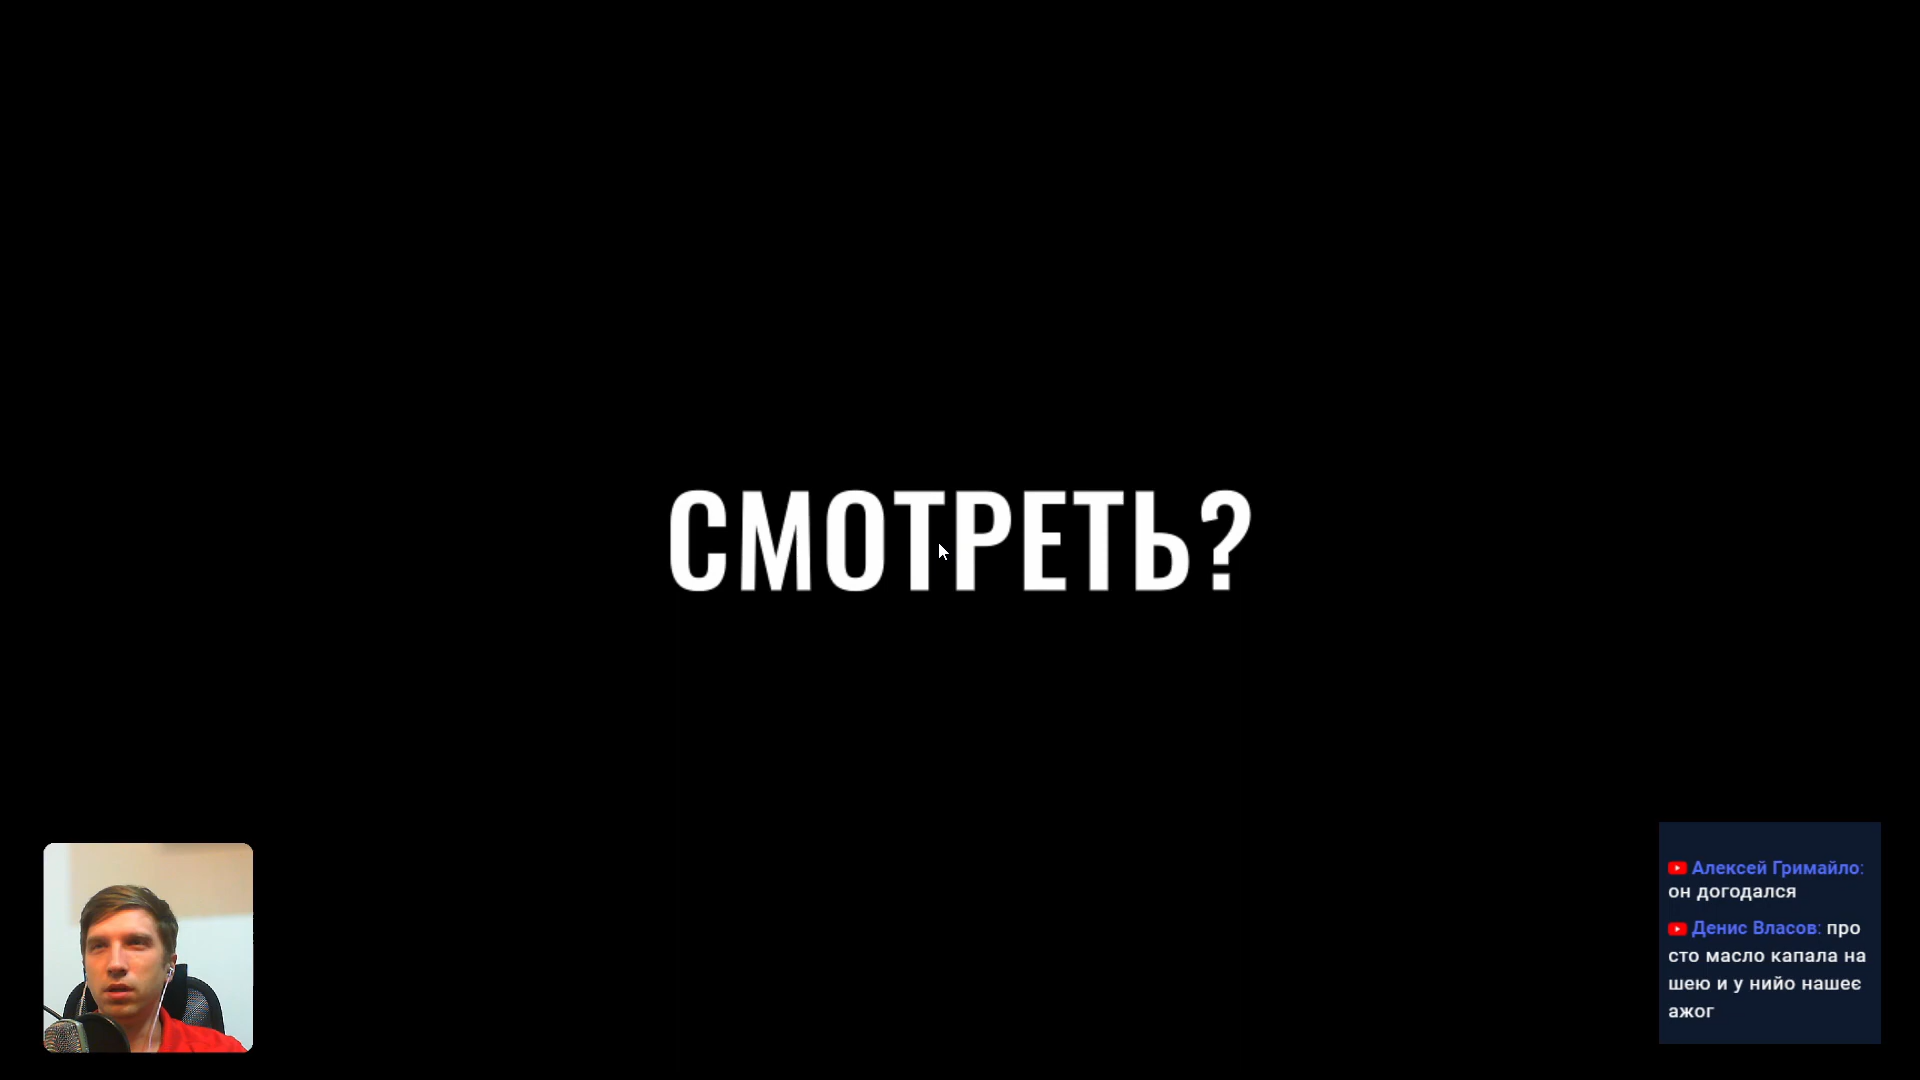 СМОТРЕТЬ?
Алексей Гримайло:
он догодался
Денис Власов: про
сто масло капала на
шею и у нийо нашеє
ажог